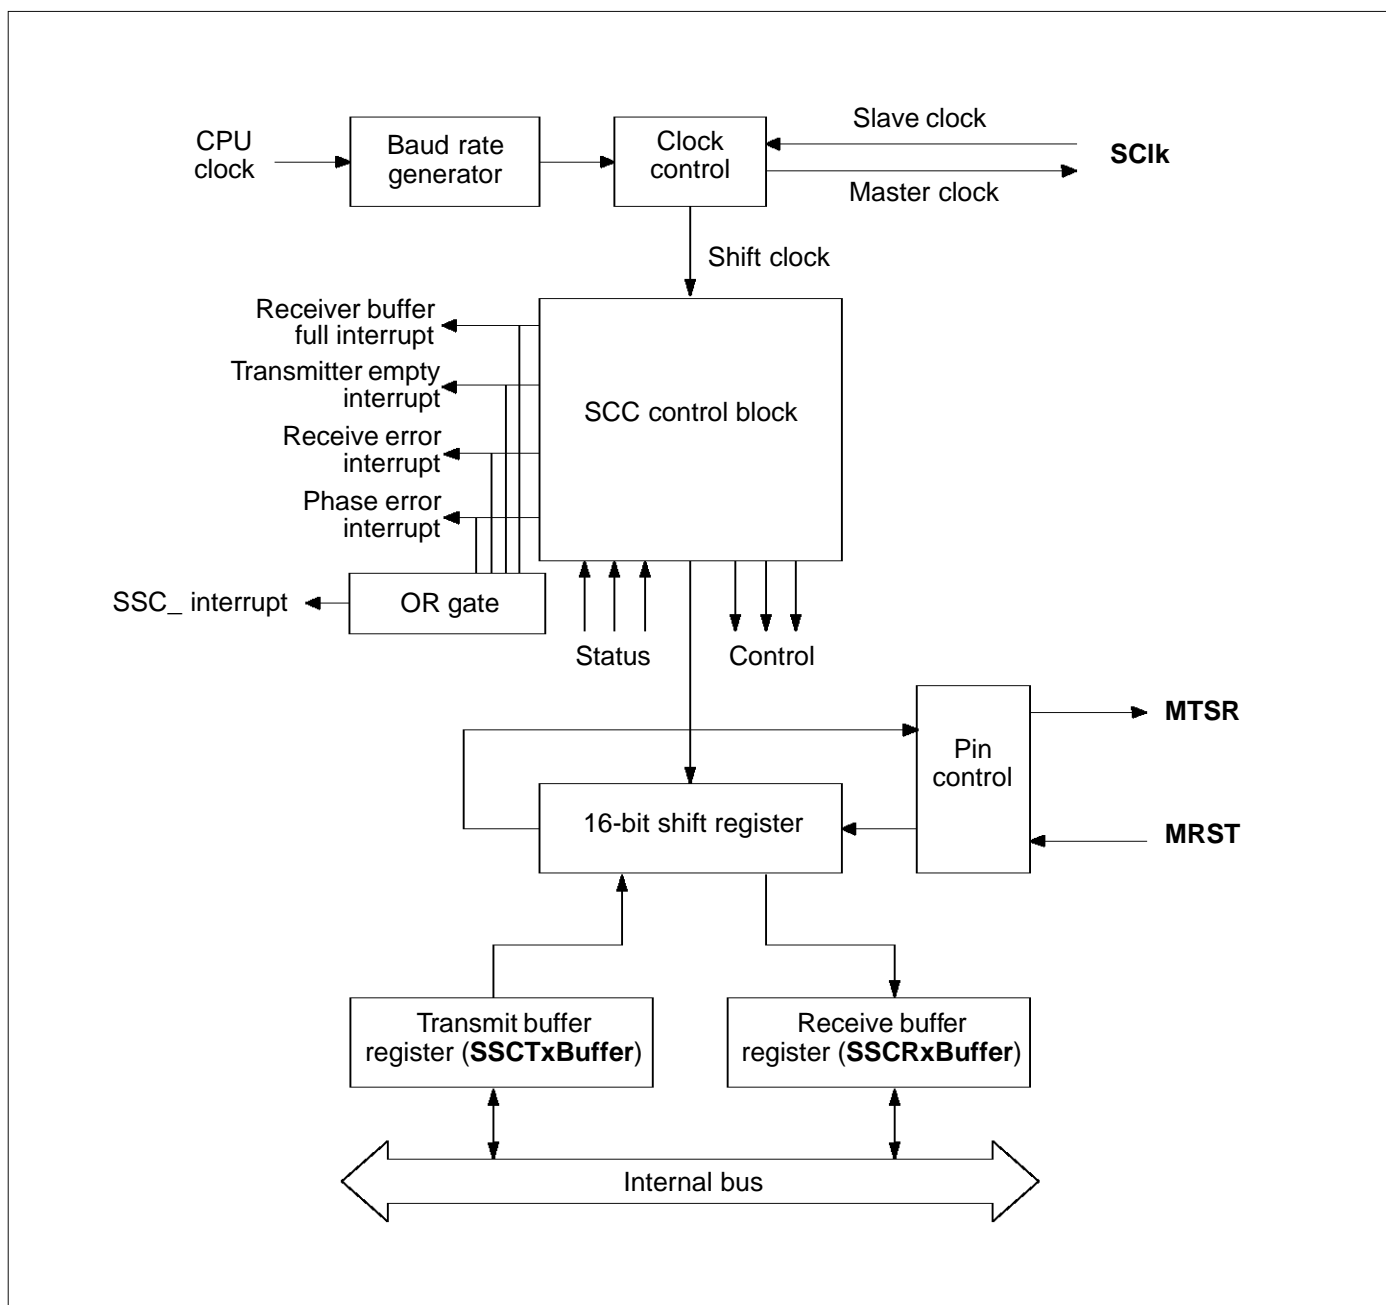 CPU
clock
Baud rate
generator
Clock
control
Slave clock
SClk
Master clock
Shift clock
Receiver buffer
full interrupt
Transmitter empty
interrupt
Receive error
interrupt
Phase error
interrupt
SCC control block
SSC_ interrupt
OR gate
Status
Control
MTSR
Pin
control
16-bit shift register
MRST
Transmit buffer
register (SSCTxBuffer)
Receive buffer
register (SSCRxBuffer)
Internal bus